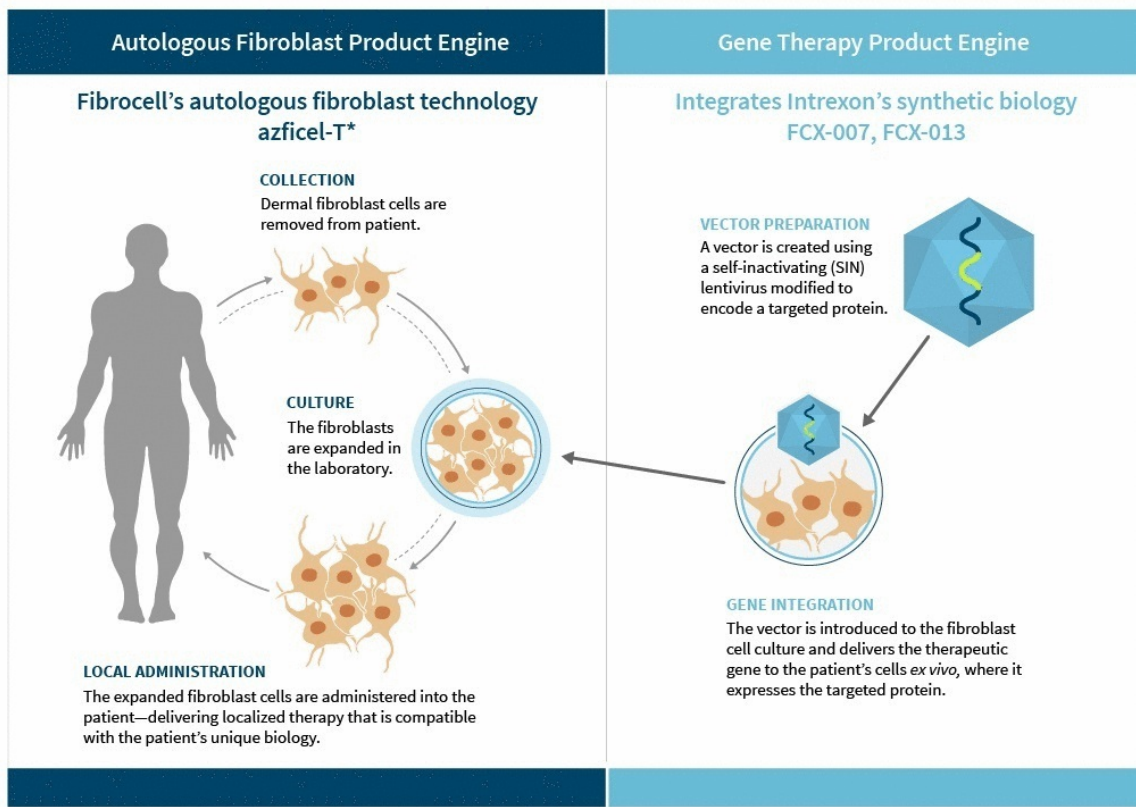 Autologous Fibroblast Product Engine
Fibrocell's autologous fibroblast technology
azficel-T*
COLLECTION
Dermal fibroblast cells are
removed from patient.
CULTURE
The fibroblasts
are expanded in
the laboratory.
LOCAL ADMINISTRATION
The expanded fibroblast cells are administered into the
patient—delivering localized therapy that is compatible
with the patient's unique biology.
Gene Therapy Product Engine
Integrates Intrexon's synthetic biology
FCX-007, FCX-013
VECTOR PREPARATION
A vector is created using
a self-inactivating (SIN)
lentivirus modified to
encode a targeted protein.
GENE INTEGRATION
The vector is introduced to the fibroblast
cell culture and delivers the therapeutic
gene to the patient's cells ex vivo, where it
expresses the targeted protein.